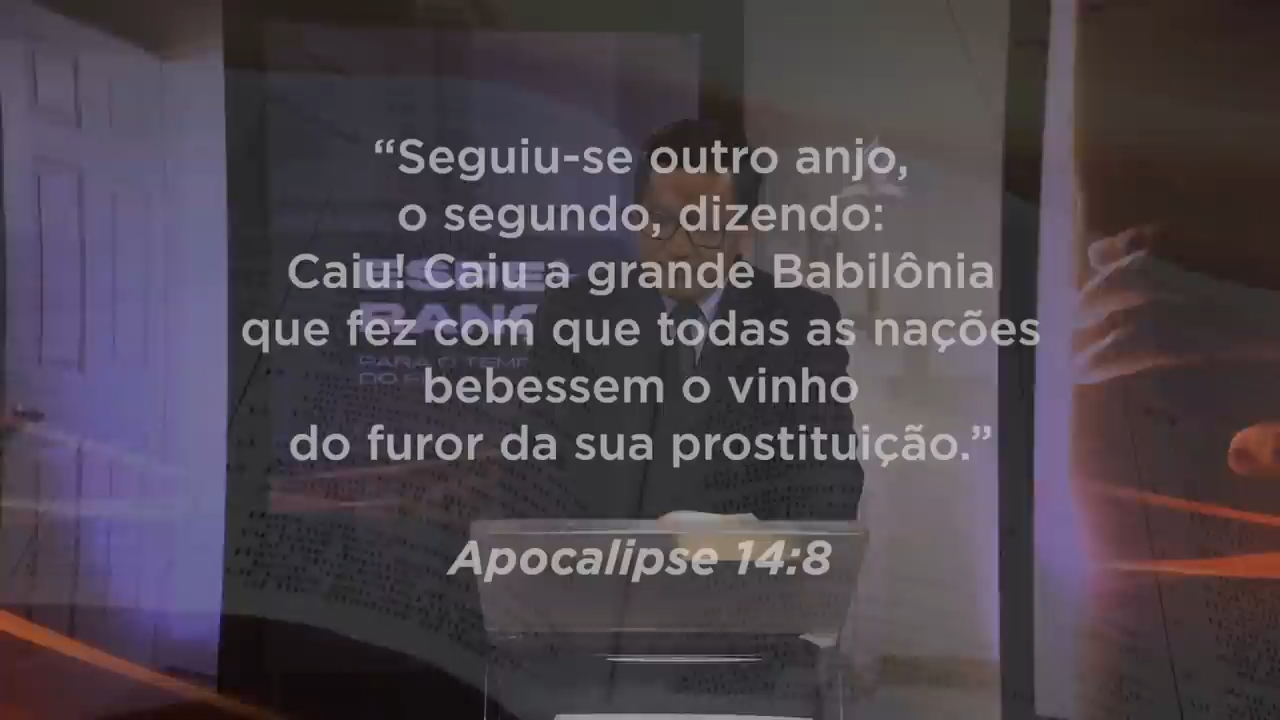 “Seguiu-se outro anjo,
o segundo, dizendo:
Caiu! Caiu a grande Babilônia
que fez com que todas as nações
bebessem o vinho
do furor da sua prostituição.”
Apocalipse 14:8
PARA O